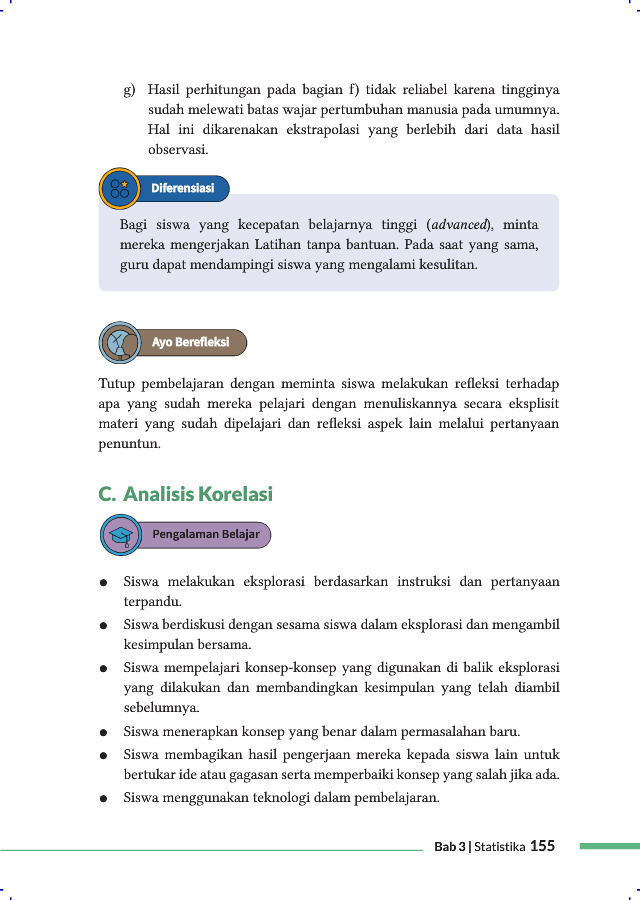 g) Hasil perhitungan pada bagian f) tidak reliabel karena tingginya
sudah melewati batas wajar pertumbuhan manusia pada umumnya.
Hal ini dikarenakan ekstrapolasi yang berlebih dari data hasil
observasi.
Diferensiasi
Bagi siswa yang kecepatan belajarnya tinggi (advanced), minta
mereka mengerjakan Latihan tanpa bantuan. Pada saat yang sama,
guru dapat mendampingi siswa yang mengalami kesulitan.
Ayo Berefleksi
Tutup pembelajaran dengan meminta siswa melakukan refleksi terhadap
apa yang sudah mereka pelajari dengan menuliskannya secara eksplisit
materi yang sudah dipelajari dan refleksi aspek lain melalui pertanyaan
penuntun.
C. Analisis Korelasi
Pengalaman Belajar
● Siswa melakukan eksplorasi berdasarkan instruksi dan pertanyaan
terpandu.
● Siswa berdiskusi dengan sesama siswa dalam eksplorasi dan mengambil
kesimpulan bersama.
● Siswa mempelajari konsep-konsep yang digunakan di balik eksplorasi
yang dilakukan dan membandingkan kesimpulan yang telah diambil
sebelumnya.
● Siswa menerapkan konsep yang benar dalam permasalahan baru.
● Siswa membagikan hasil pengerjaan mereka kepada siswa lain untuk
bertukar ide atau gagasan serta memperbaiki konsep yang salah jika ada.
● Siswa menggunakan teknologi dalam pembelajaran.
Bab 3 | Statistika 155